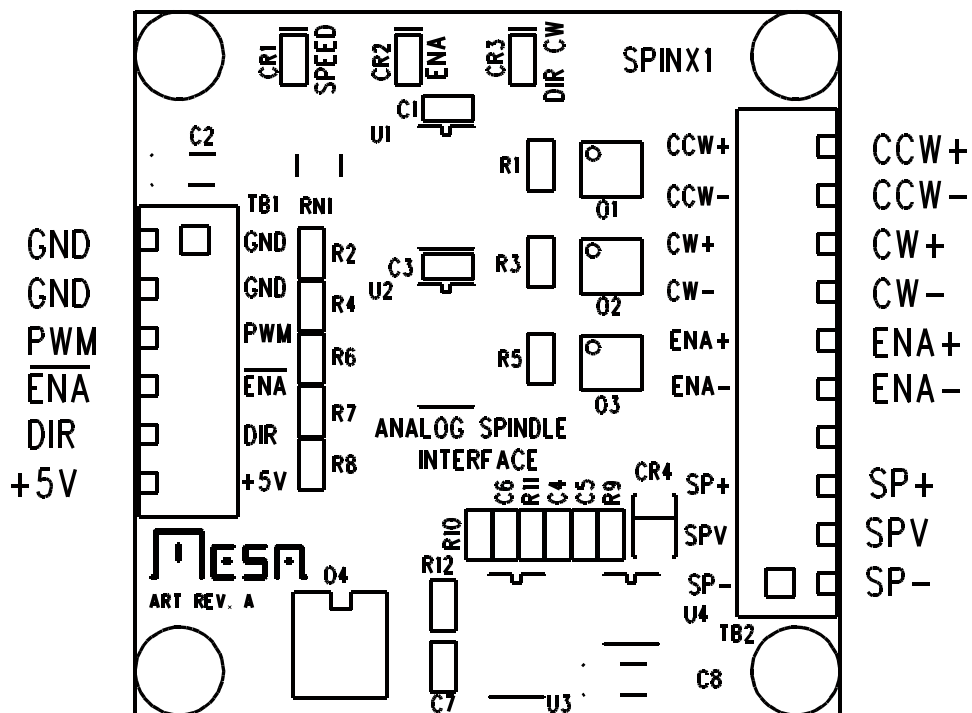 CR1
SPEED
CR2
ENA
CR3
DIR CW
SPINX1
C1
U1
C2
R1
O1
CCW+
CCW-
CCW+
CCW-
TB1
RN1
GND
GND
R2
C3
U2
R3
O2
CW+
CW-
CW+
CW-
GND
GND
R4
PWM
PWM
R6
R5
O3
ENA+
ENA-
ENA+
ENA-
ENA
ENA
R7
DIR
DIR
R8
+5V
+5V
ANALOG SPINDLE
INTERFACE
C6
R11
C4
C5
R9
R10
CR4
SP+
SPV
SP-
SP+
SPV
SP-
MESA
ART REV. A
O4
R12
C7
U3
U4
TB2
C8